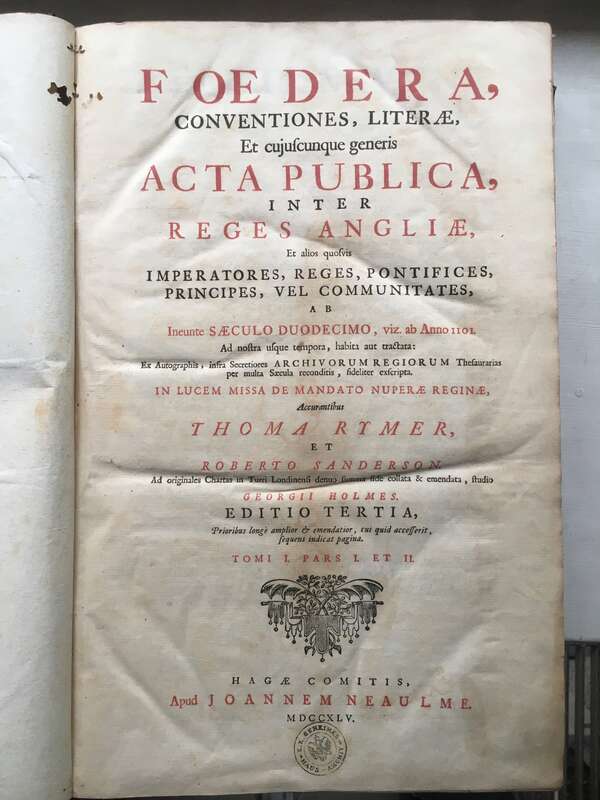 FOEDERA,
CONVENTIONES, LITERÆ,
Et cujuſcunque generis
ACTA PUBLICA,
INTER
REGES ANGLIÆ,
Et alios quoſvis
IMPERATORES, REGES, PONTIFICES,
PRINCIPES, VEL COMMUNITATES,
AB
Ineunte SÆCULO DUODECIMO, viz. ab Anno 1101.
Ad noſtra uſque tempora, habita aut tractata:
Ex Autographis, infra Secretiores ARCHIVORUM REGIORUM Theſaurarias
per multa Sæcula reconditis, fideliter exſcripta.
IN LUCEM MISSA DE MANDATO NUPERÆ REGINÆ,
Accurantibus
THOMA RYMER,
ET
ROBERTO SANDERSON.
Ad originales Chartas in Turri Londinenſi denuo ſumma fide collata & emendata, ſtudio
GEORGII HOLMES.
EDITIO TERTIA,
Prioribus longè amplior & emendatior, cui quid acceſſerit,
ſequens indicat pagina.
TOMI I. PARS I. ET II.
HAGÆ COMITIS,
Apud JOANNEM NEAULME.
MDCCXLV.
K.K. GEHEIMES
HAUS-ARCHIV